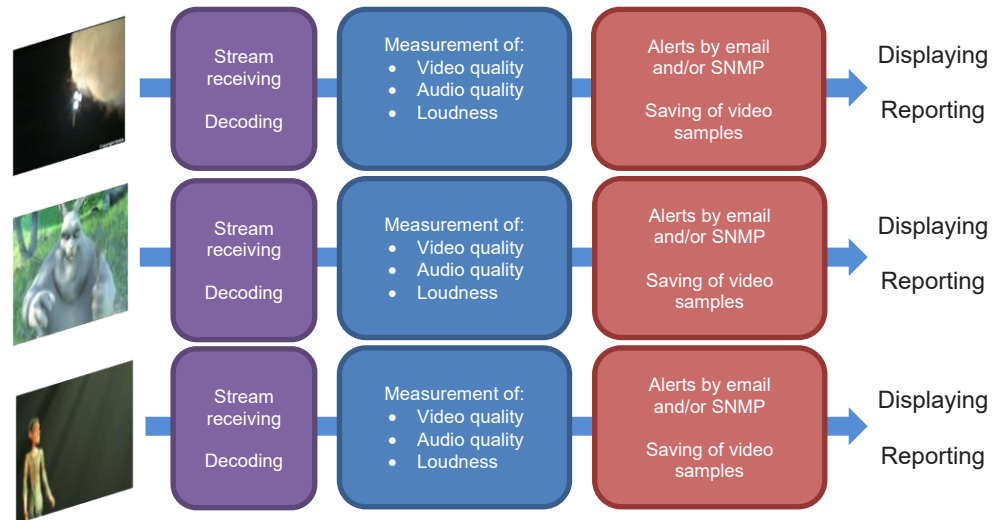 Stream
receiving
Decoding
Measurement of:
• Video quality
• Audio quality
• Loudness
Alerts by email
and/or SNMP
Saving of video
samples
Displaying
Reporting
Stream
receiving
Decoding
Measurement of:
• Video quality
• Audio quality
• Loudness
Alerts by email
and/or SNMP
Saving of video
samples
Displaying
Reporting
Stream
receiving
Decoding
Measurement of:
• Video quality
• Audio quality
• Loudness
Alerts by email
and/or SNMP
Saving of video
samples
Displaying
Reporting